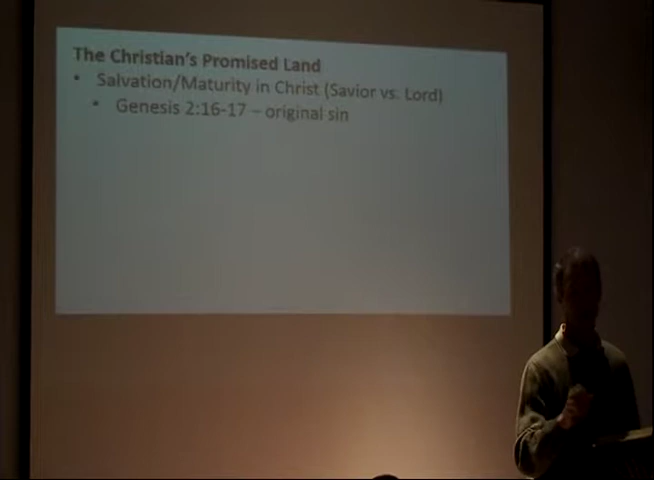 The Christian's Promised Land
• Salvation/Maturity in Christ (Savior vs. Lord)
• Genesis 2:16-17 – original sin